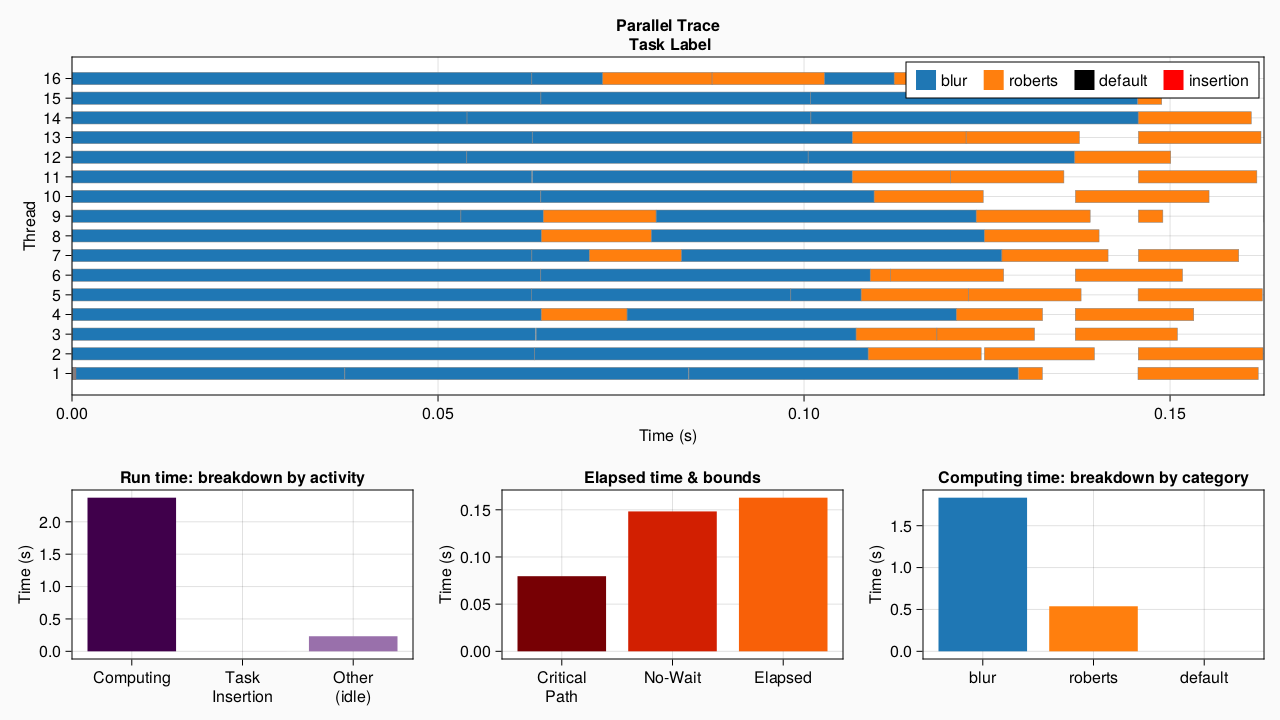 Parallel Trace
Task Label
blur roberts default insertion
Thread
16
15
14
13
12
11
10
9
8
7
6
5
4
3
2
1
0.00 0.05 0.10 0.15
Time (s)
Run time: breakdown by activity
Time (s)
2.0
1.5
1.0
0.5
0.0
Computing Task Insertion Other (idle)
Elapsed time & bounds
Time (s)
0.15
0.10
0.05
0.00
Critical Path No-Wait Elapsed
Computing time: breakdown by category
Time (s)
1.5
1.0
0.5
0.0
blur roberts default